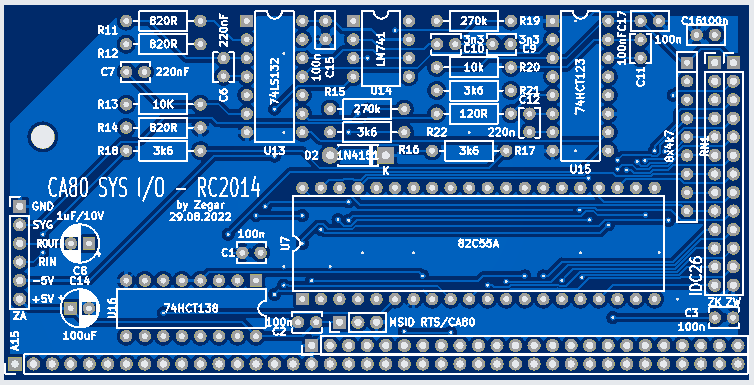 R11
820R
R12
820R
C7
220nF
220nF
C6
R13
10K
R14
820R
R18
3k6
74LS132
U13
100n
C15
LM741
U14
R15
270k
3k6
R16
D2
1N4151
K
270k
R19
3n3
3n3
C10
C9
10k
R20
3k6
R21
120R
R22
C12
220n
3k6
R17
74HCT123
U15
C17
100n
100n
C11
C16
100n
8x4k7
RN1
CA80 SYS I/O - RC2014
by Zegar
29.08.2022
GND
SYG
ROUT
RIN
-5V
+5V
ZA
A15
1uF/10V
+
C8
C14
+
100uF
100n
C1
U7
82C55A
U16
74HCT138
100n
C2
MSID RTS/CA80
IDC26
ZK
ZW
C3
100n